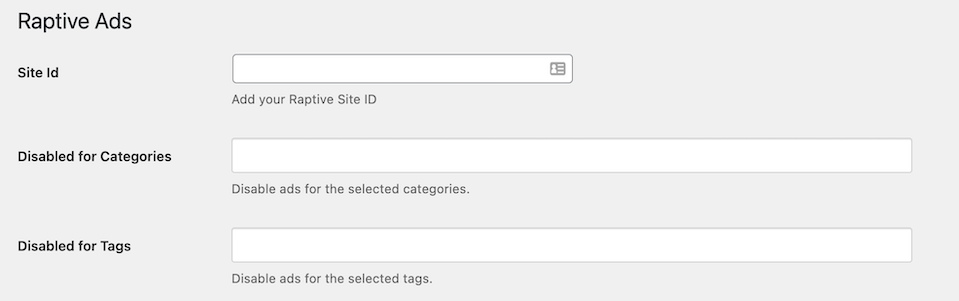 Raptive Ads
Site Id
Add your Raptive Site ID
Disabled for Categories
Disable ads for the selected categories.
Disabled for Tags
Disable ads for the selected tags.